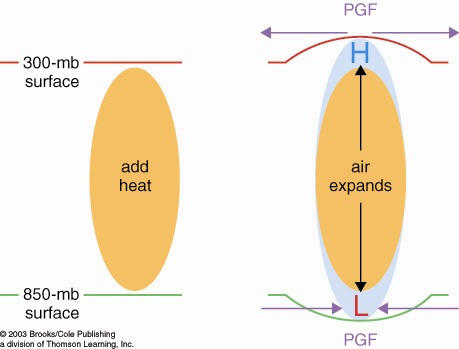 PGF
300-mb
surface
H
add
heat
air
expands
850-mb
surface
L
PGF
© 2003 Brooks/Cole Publishing
a division of Thomson Learning, Inc.